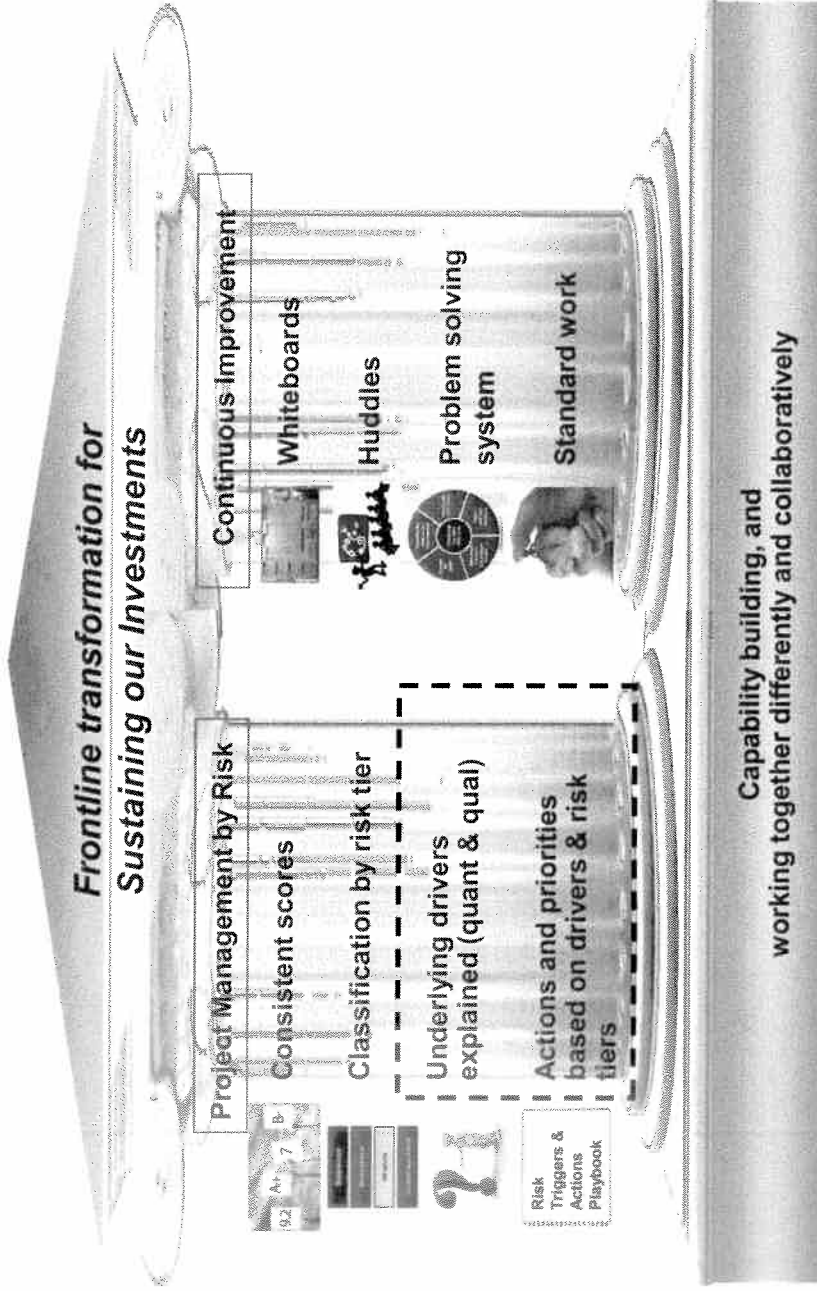 Frontline transformation for
Sustaining our Investments
Project Management by Risk
9.2
A+
7
B-
Consistent scores
Classification by risk tier
Underlying drivers
explained (quant & qual)
Risk
Triggers &
Actions
Playbook
Actions and priorities
based on drivers & risk
tiers
Continuous Improvement
Whiteboards
Huddles
Problem solving
system
Standard work
Capability building, and
working together differently and collaboratively